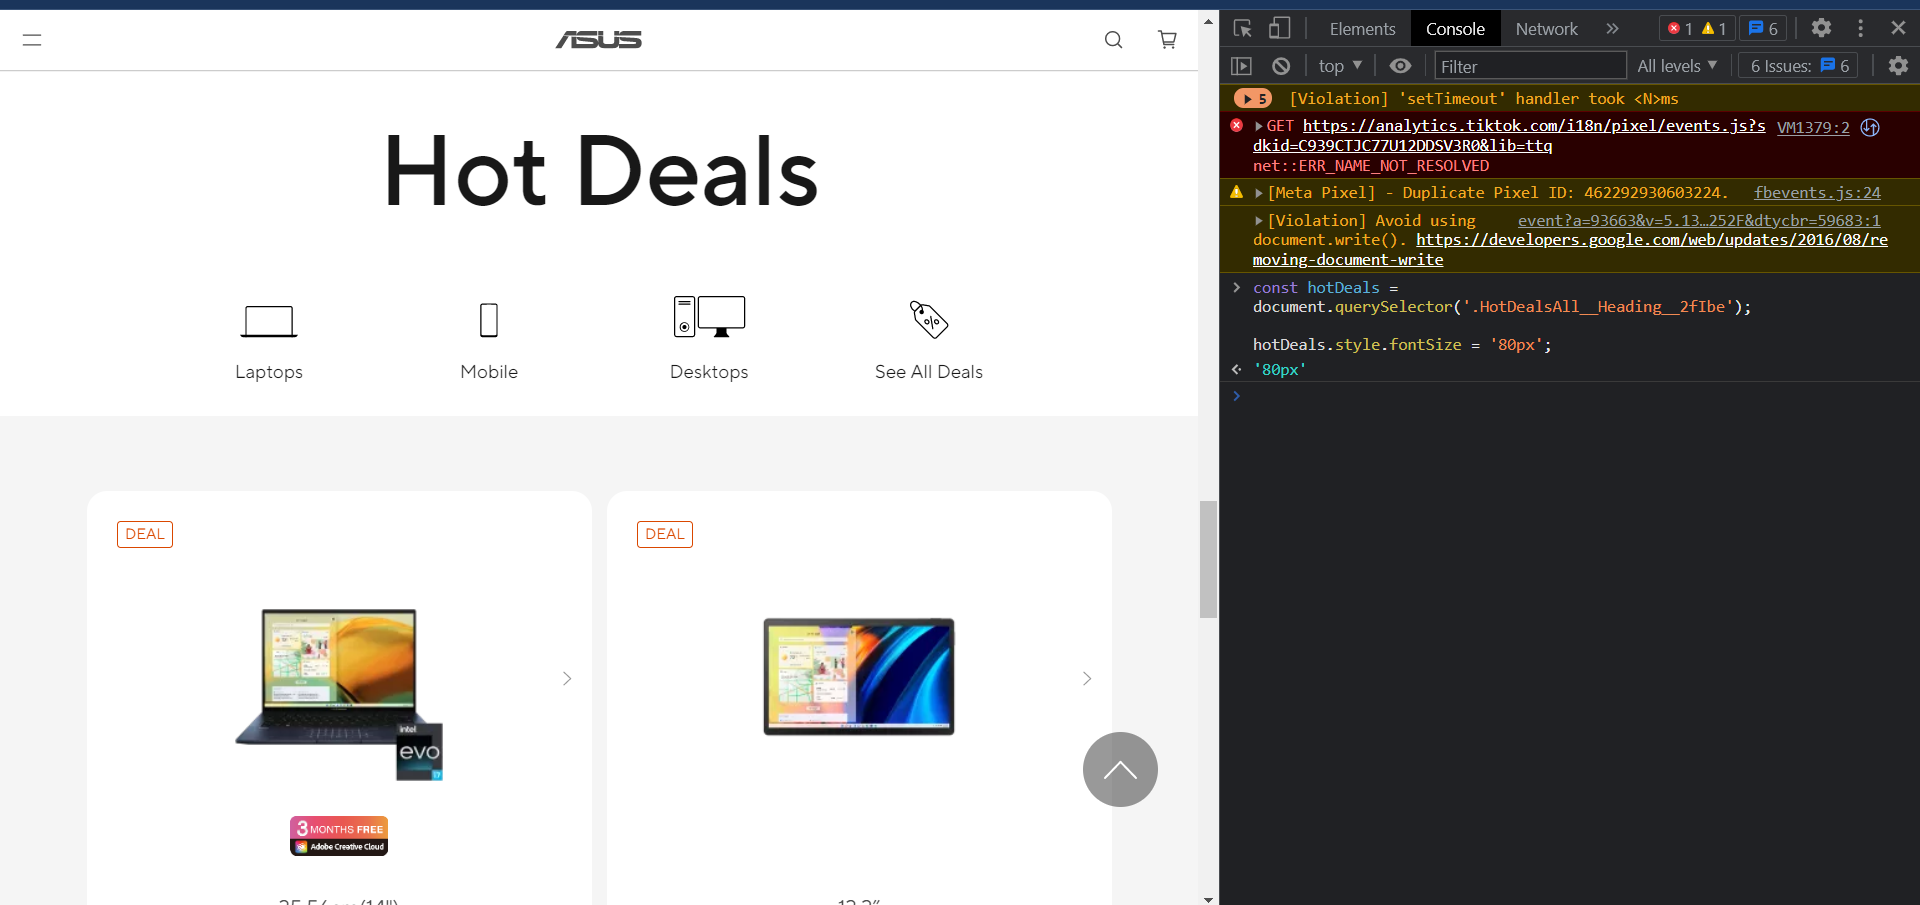 ASUS
Hot Deals
Laptops
Mobile
Desktops
See All Deals
DEAL
DEAL
intel
evo
i7
3 MONTHS FREE
Adobe Creative Cloud
Elements
Console
Network
1
1
6
top
Filter
All levels
6 Issues: 6
5 [Violation] 'setTimeout' handler took <N>ms
GET https://analytics.tiktok.com/i18n/pixel/events.js?s VM1379:2
dkid=C939CTJC77U12DDSV3R0&lib=ttq
net::ERR_NAME_NOT_RESOLVED
[Meta Pixel] - Duplicate Pixel ID: 462292930603224. fbevents.js:24
[Violation] Avoid using event?a=93663&v=5.13…252F&dtycbr=59683:1
document.write(). https://developers.google.com/web/updates/2016/08/re
moving-document-write
const hotDeals =
document.querySelector('.HotDealsAll__Heading__2fIbe');
hotDeals.style.fontSize = '80px';
'80px'